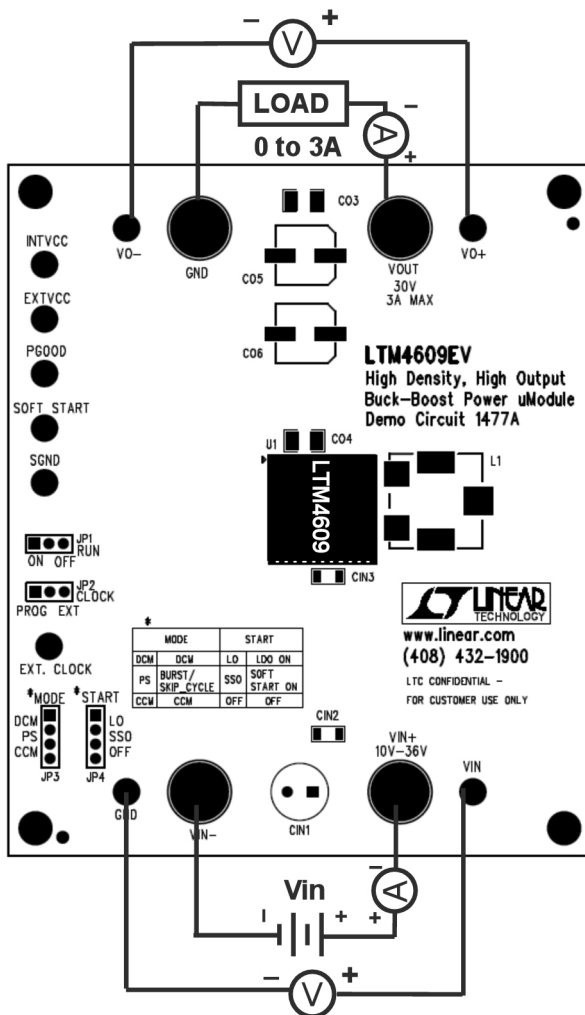 − V +
LOAD
−
A
0 to 3A
+
CO3
INTVCC
VO-
GND
VOUT
VO+
30V
3A MAX
CO5
EXTVCC
PGOOD
CO6
LTM4609EV
High Density, High Output
Buck-Boost Power uModule
Demo Circuit 1477A
SOFT START
SGND
U1
CO4
L1
LTM4609
JP1
RUN
ON OFF
JP2
CLOCK
PROG EXT
CIN3
LINEAR
TECHNOLOGY
www.linear.com
(408) 432-1900
LTC CONFIDENTIAL -
FOR CUSTOMER USE ONLY
EXT. CLOCK
*
MODE START
DCM DCM LO LDO ON
PS BURST/SKIP_CYCLE SSO SOFT START ON
CCM CCM OFF OFF
*MODE *START
DCM LO
PS SSO
CCM OFF
JP3 JP4
CIN2
VIN+
10V-36V
VIN
GND
VIN-
CIN1
−
A
+
Vin
− +
− V +